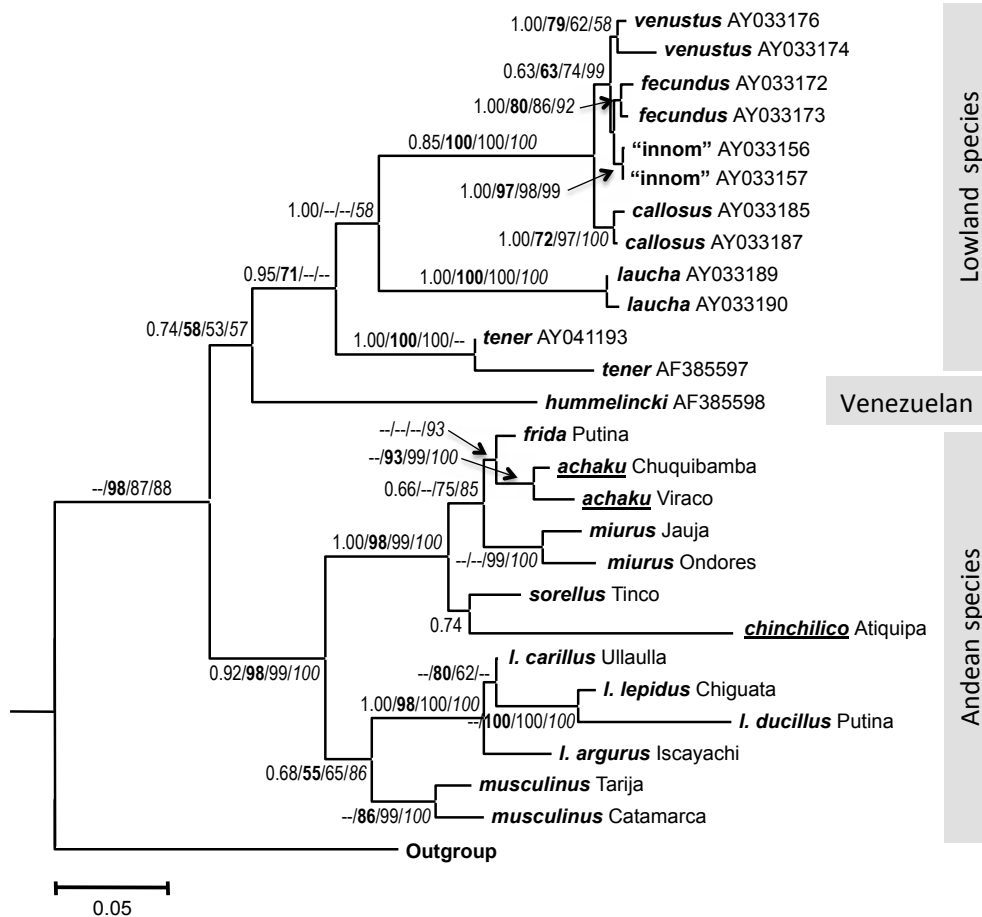 venustus AY033176
1.00/79/62/58
venustus AY033174
0.63/63/74/99
fecundus AY033172
1.00/80/86/92
fecundus AY033173
0.85/100/100/100
“innom” AY033156
“innom” AY033157
1.00/97/98/99
callosus AY033185
1.00/--/--/58
1.00/72/97/100
callosus AY033187
0.95/71/--/--
1.00/100/100/100
laucha AY033189
laucha AY033190
0.74/58/53/57
1.00/100/100/--
tener AY041193
tener AF385597
Lowland species
hummelincki AF385598
Venezuelan
--/--/--/93
frida Putina
--/93/99/100
achaku Chuquibamba
0.66/--/75/85
achaku Viraco
--/98/87/88
1.00/98/99/100
miurus Jauja
--/--/99/100
miurus Ondores
sorellus Tinco
0.74
chinchilico Atiquipa
0.92/98/99/100
--/80/62/--
l. carillus Ullaulla
l. lepidus Chiguata
1.00/98/100/100
--/100/100/100
l. ducillus Putina
l. argurus Iscayachi
0.68/55/65/86
musculinus Tarija
--/86/99/100
musculinus Catamarca
Andean species
Outgroup
0.05